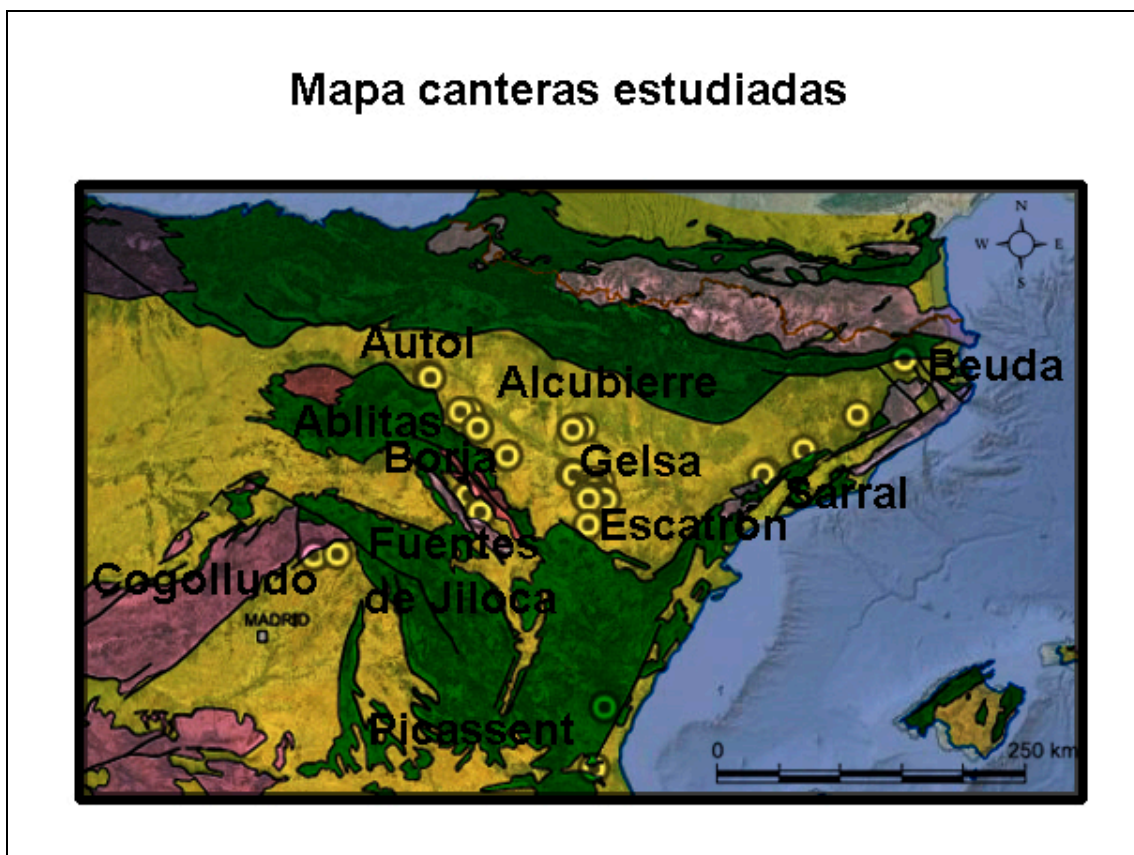 Mapa canteras estudiadas
N
W E
S
Autol
Beuda
Alcubierre
Ablitas
Borja
Gelsa
Sarral
Escatrón
Fuentes
de Jiloca
Cogolludo
MADRID
Picassent
0 250 km